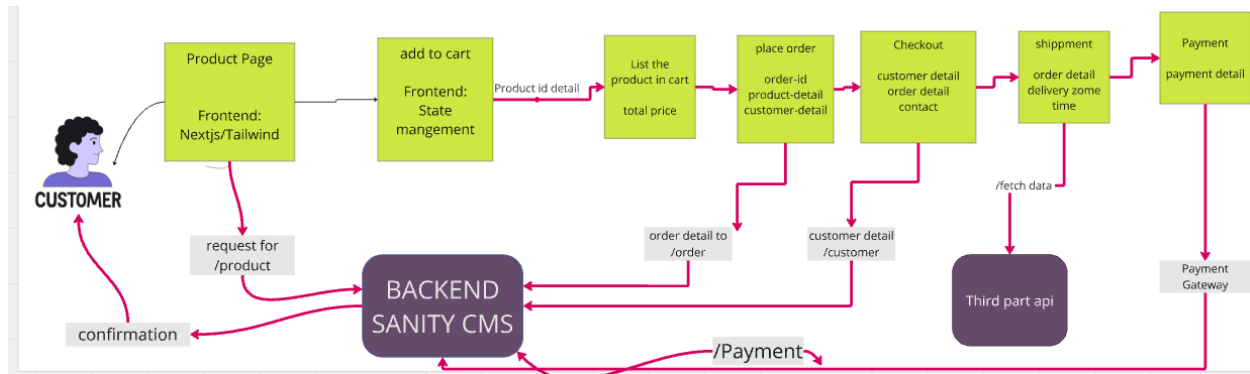 Product Page
Frontend:
Nextjs/Tailwind
add to cart
Frontend:
State
mangement
Product id detail
List the
product in cart
total price
place order
order-id
product-detail
customer-detail
Checkout
customer detail
order detail
contact
shippment
order detail
delivery zome
time
Payment
payment detail
CUSTOMER
request for
/product
order detail to
/order
customer detail
/customer
/fetch data
Payment
Gateway
BACKEND
SANITY CMS
Third part api
confirmation
/Payment